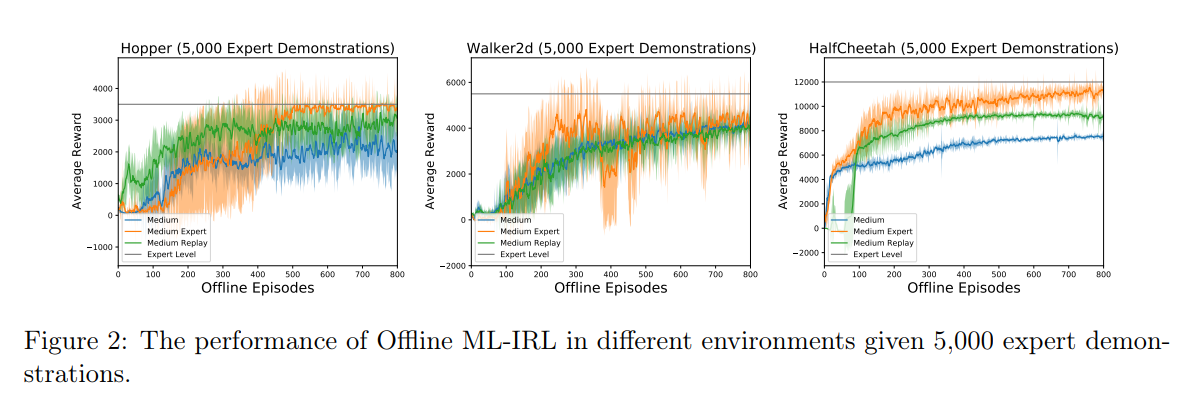 Hopper (5,000 Expert Demonstrations)
Average Reward
4000
3000
2000
1000
0
−1000
Medium
Medium Expert
Medium Replay
Expert Level
0 100 200 300 400 500 600 700 800
Offline Episodes
Walker2d (5,000 Expert Demonstrations)
Average Reward
6000
4000
2000
0
−2000
Medium
Medium Expert
Medium Replay
Expert Level
0 100 200 300 400 500 600 700 800
Offline Episodes
HalfCheetah (5,000 Expert Demonstrations)
Average Reward
12000
10000
8000
6000
4000
2000
0
−2000
Medium
Medium Expert
Medium Replay
Expert Level
0 100 200 300 400 500 600 700 800
Offline Episodes
Figure 2: The performance of Offline ML-IRL in different environments given 5,000 expert demon-
strations.